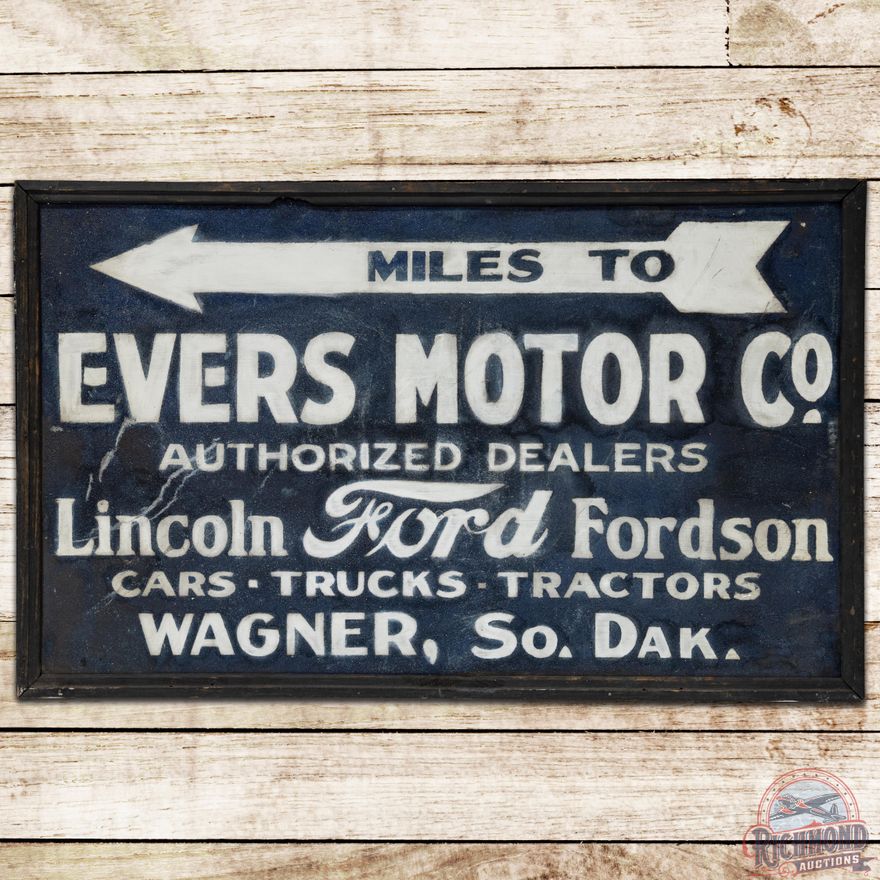 MILES TO
EVERS MOTOR Co.
AUTHORIZED DEALERS
Lincoln Ford Fordson
CARS · TRUCKS · TRACTORS
WAGNER, So. DAK.
RICHMOND
AUCTIONS